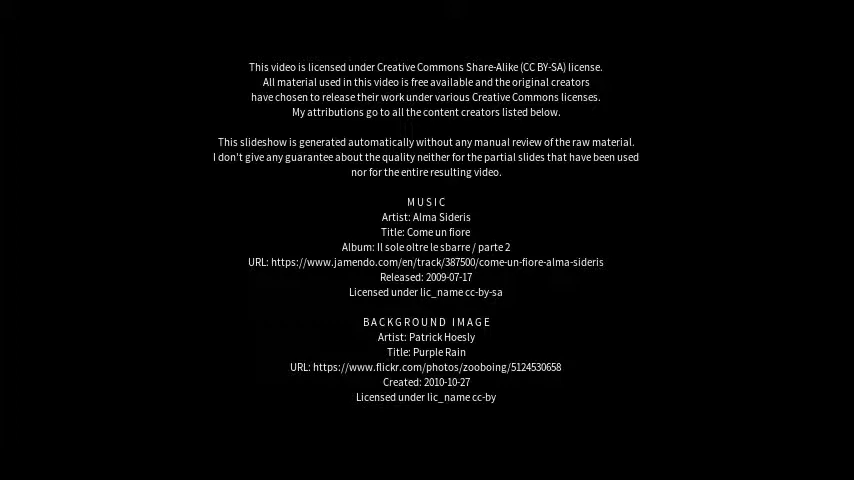 This video is licensed under Creative Commons Share-Alike (CC BY-SA) license.
All material used in this video is free available and the original creators
have chosen to release their work under various Creative Commons licenses.
My attributions go to all the content creators listed below.
This slideshow is generated automatically without any manual review of the raw material.
I don't give any guarantee about the quality neither for the partial slides that have been used
nor for the entire resulting video.
MUSIC
Artist: Alma Sideris
Title: Come un fiore
Album: Il sole oltre le sbarre / parte 2
URL: https://www.jamendo.com/en/track/387500/come-un-fiore-alma-sideris
Released: 2009-07-17
Licensed under lic_name cc-by-sa
BACKGROUND IMAGE
Artist: Patrick Hoesly
Title: Purple Rain
URL: https://www.flickr.com/photos/zooboing/5124530658
Created: 2010-10-27
Licensed under lic_name cc-by